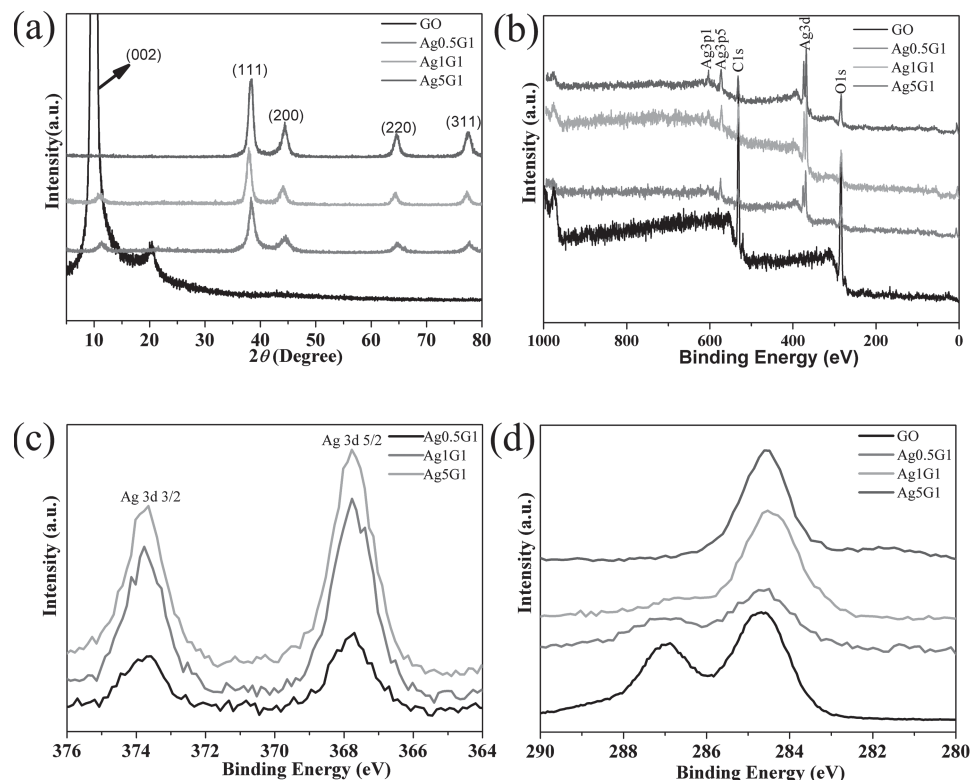 (a)
GO
Ag0.5G1
Ag1G1
Ag5G1
(002)
(111)
(200)
(220)
(311)
Intensity(a.u.)
10 20 30 40 50 60 70 80
2θ (Degree)
(b)
GO
Ag0.5G1
Ag1G1
Ag5G1
Ag3p1
Ag3p5
C1s
Ag3d
O1s
Intensity (a.u.)
1000 800 600 400 200 0
Binding Energy (eV)
(c)
Ag0.5G1
Ag1G1
Ag5G1
Ag 3d 5/2
Ag 3d 3/2
Intensity (a.u.)
376 374 372 370 368 366 364
Binding Energy (eV)
(d)
GO
Ag0.5G1
Ag1G1
Ag5G1
Intensity (a.u.)
290 288 286 284 282 280
Binding Energy (eV)